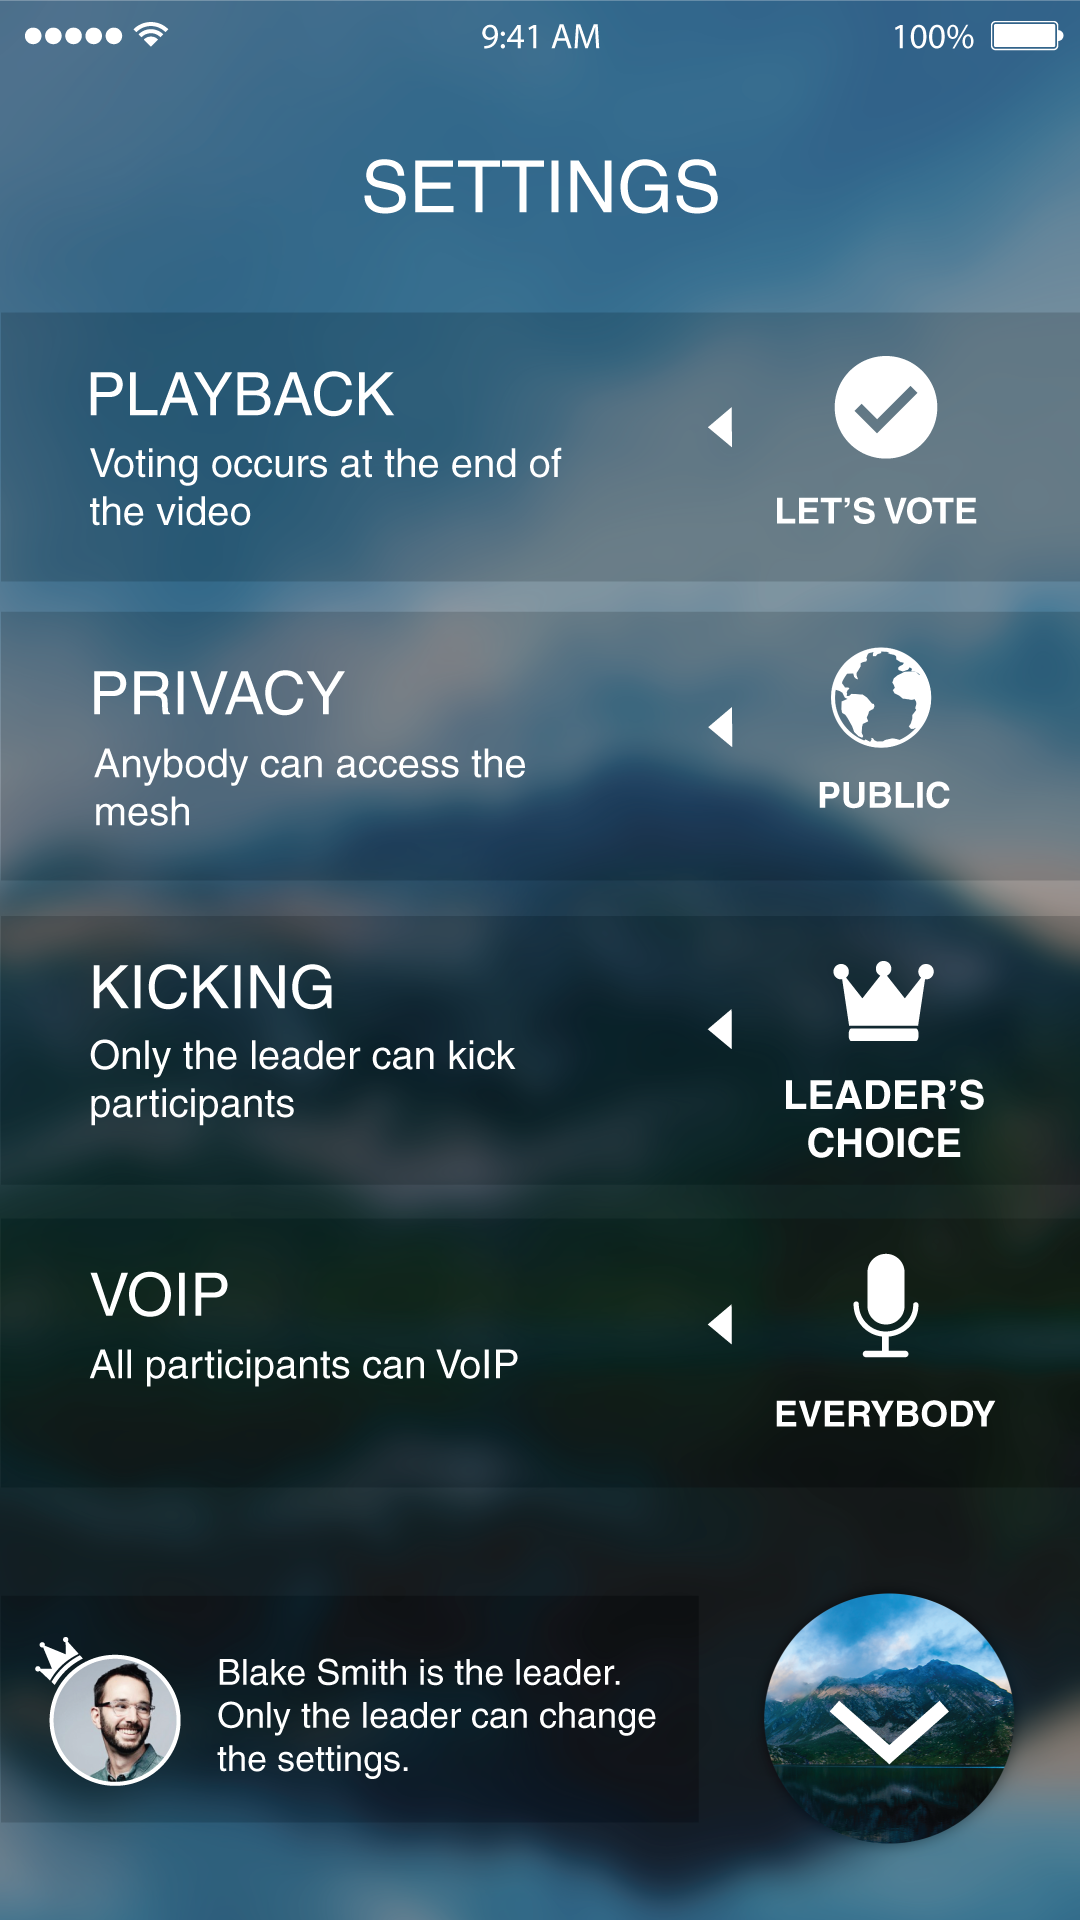 9:41 AM
100%
SETTINGS
PLAYBACK
Voting occurs at the end of
the video
LET’S VOTE
PRIVACY
Anybody can access the
mesh
PUBLIC
KICKING
Only the leader can kick
participants
LEADER’S
CHOICE
VOIP
All participants can VoIP
EVERYBODY
Blake Smith is the leader.
Only the leader can change
the settings.